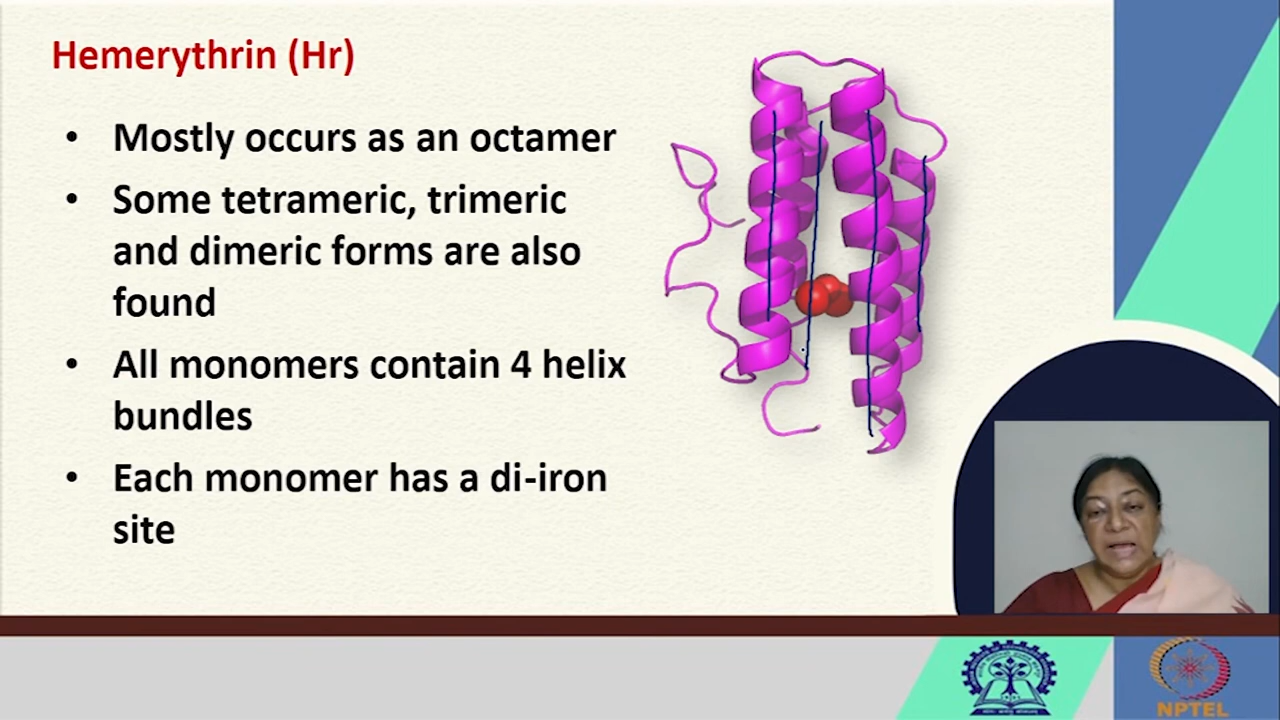 Hemerythrin (Hr)
• Mostly occurs as an octamer
• Some tetrameric, trimeric
and dimeric forms are also
found
• All monomers contain 4 helix
bundles
• Each monomer has a di-iron
site
NPTEL